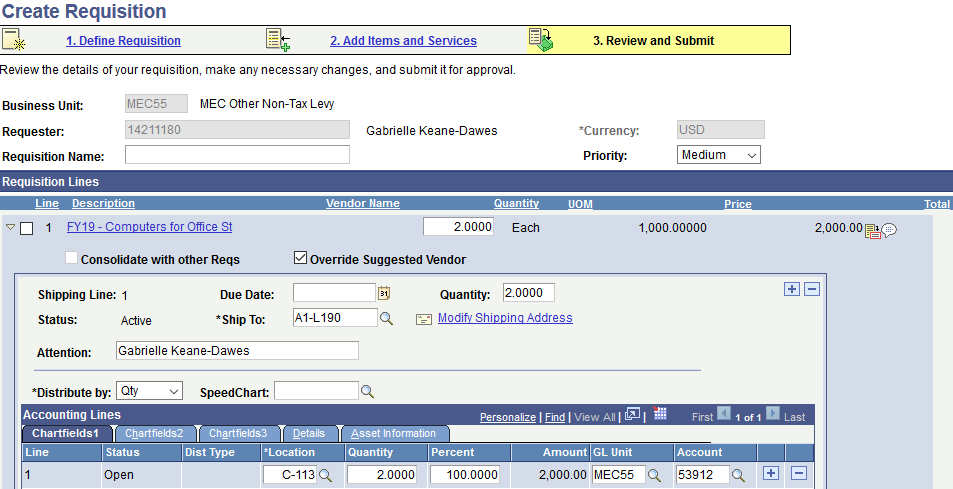 Create Requisition
1. Define Requisition 2. Add Items and Services 3. Review and Submit
Review the details of your requisition, make any necessary changes, and submit it for approval.
Business Unit: MEC55 MEC Other Non-Tax Levy
Requester: 14211180 Gabrielle Keane-Dawes *Currency: USD
Requisition Name: Priority: Medium
Requisition Lines
Line Description Vendor Name Quantity UOM Price Total
1 FY19 - Computers for Office St 2.0000 Each 1,000.00000 2,000.00
Consolidate with other Reqs Override Suggested Vendor
Shipping Line: 1 Due Date: 31 Quantity: 2.0000
Status: Active *Ship To: A1-L190 Modify Shipping Address
Attention: Gabrielle Keane-Dawes
*Distribute by: Qty SpeedChart:
Accounting Lines Personalize | Find | View All | | First 1 of 1 Last
Chartfields1 Chartfields2 Chartfields3 Details Asset Information
Line Status Dist Type *Location Quantity Percent Amount GL Unit Account
1 Open C-113 2.0000 100.0000 2,000.00 MEC55 53912